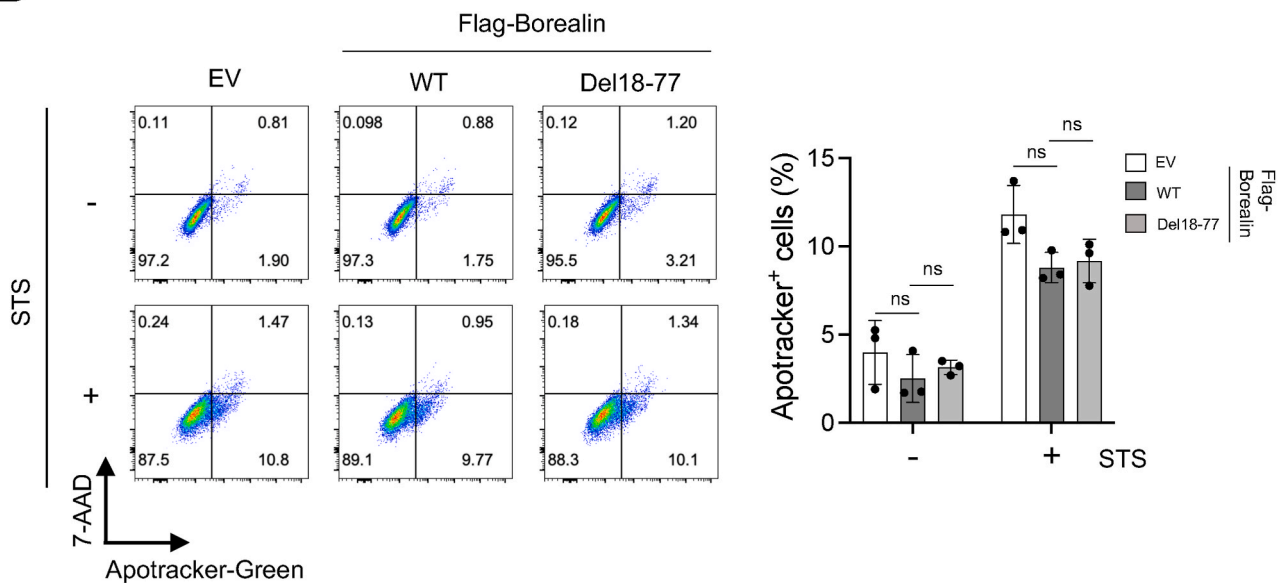 Flag-Borealin
EV
WT
Del18-77
STS
-
0.11
0.81
97.2
1.90
0.098
0.88
97.3
1.75
0.12
1.20
95.5
3.21
+
0.24
1.47
87.5
10.8
0.13
0.95
89.1
9.77
0.18
1.34
88.3
10.1
7-AAD
Apotracker-Green
Apotracker⁺ cells (%)
15
10
5
0
ns
ns
ns
ns
-
+
STS
EV
WT
Del18-77
Flag-
Borealin